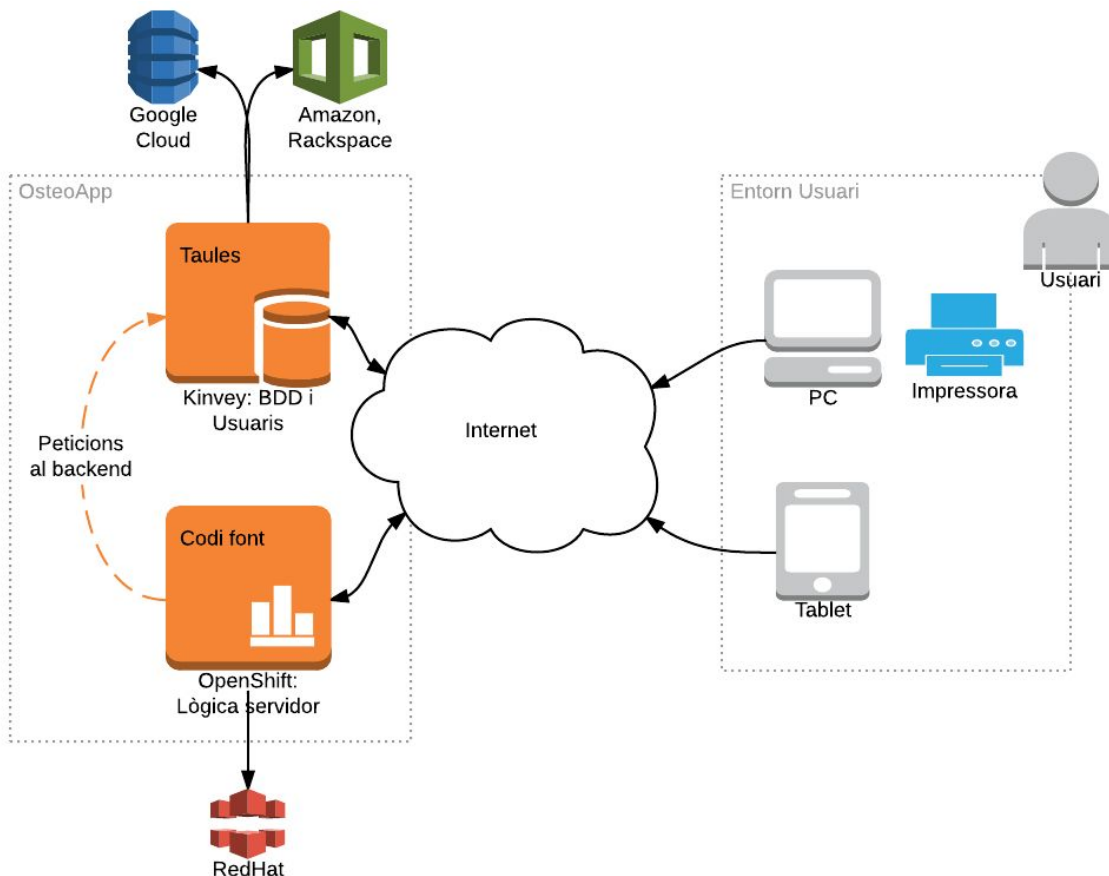 Google
Cloud
Amazon,
Rackspace
OsteoApp
Entorn Usuari
Taules
Usuari
Kinvey: BDD i
Usuaris
PC
Impressora
Internet
Peticions
al backend
Codi font
Tablet
OpenShift:
Lògica servidor
RedHat